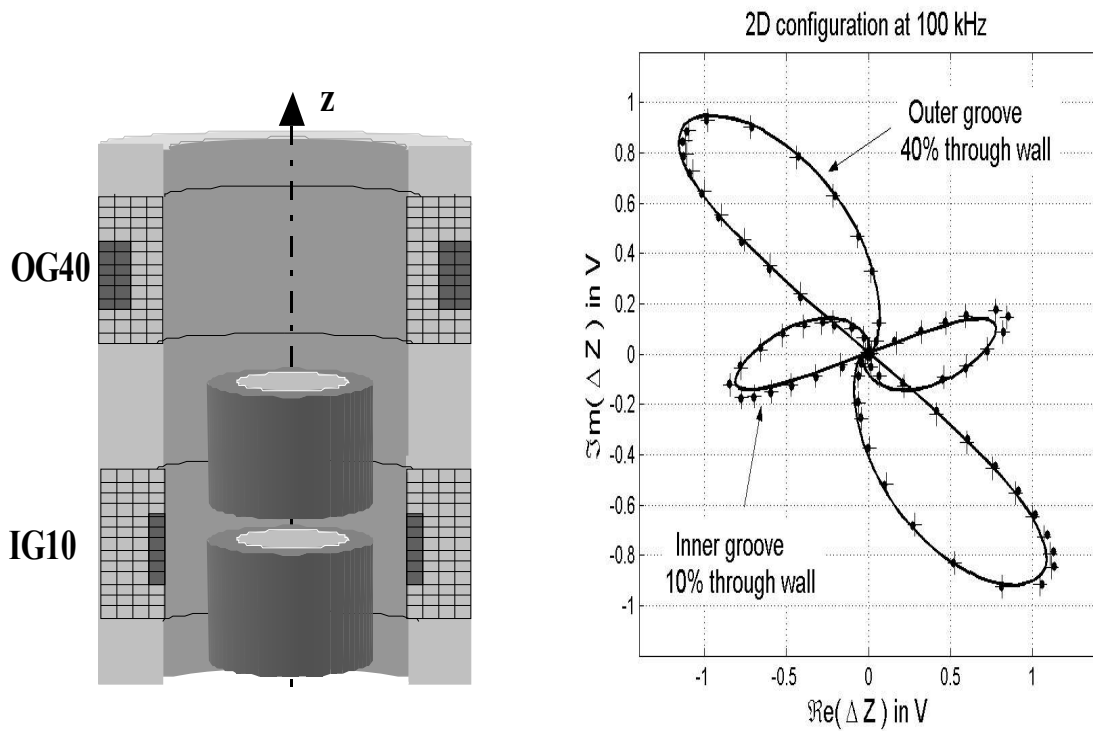 z
OG40
IG10
2D configuration at 100 kHz
Outer groove
40% through wall
Inner groove
10% through wall
ℑm( Δ Z ) in V
1
0.8
0.6
0.4
0.2
0
-0.2
-0.4
-0.6
-0.8
-1
-1
-0.5
0
0.5
1
ℜe( Δ Z ) in V